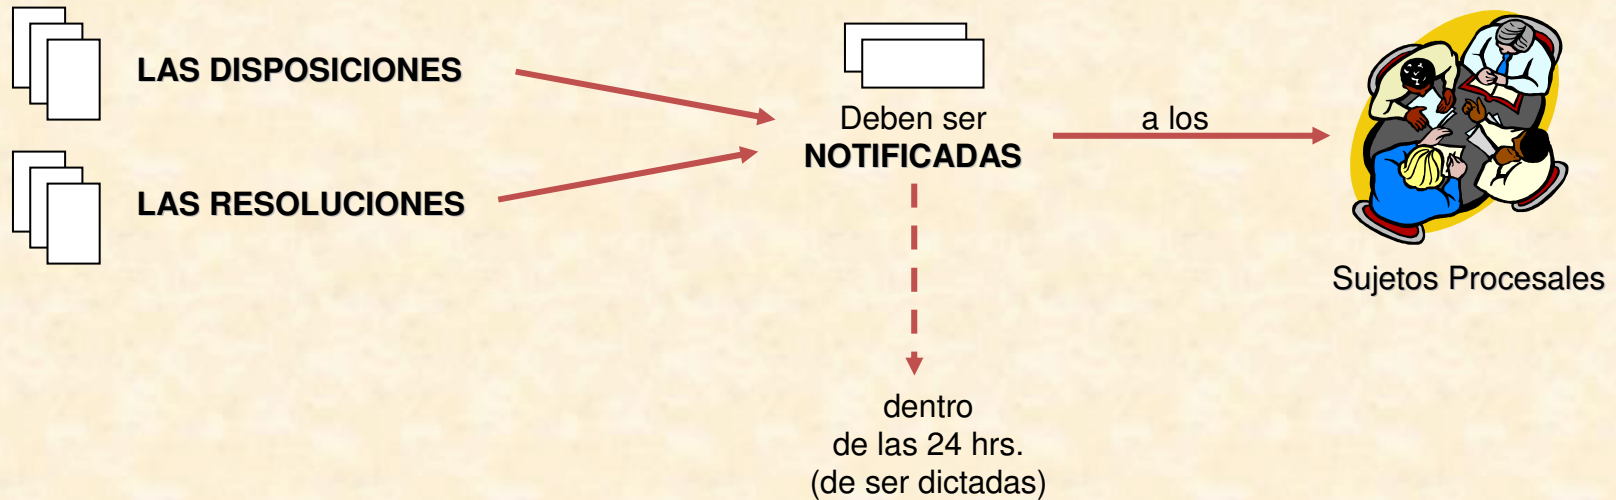 LAS DISPOSICIONES
LAS RESOLUCIONES
Deben ser
NOTIFICADAS
a los
Sujetos Procesales
dentro
de las 24 hrs.
(de ser dictadas)